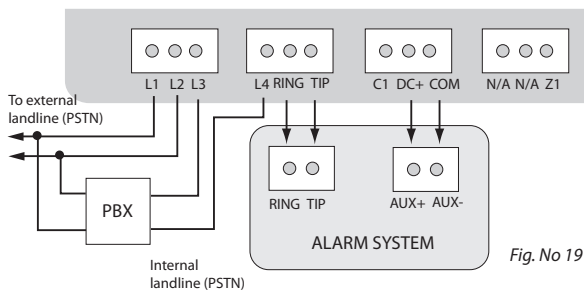 L1 L2 L3
L4 RING TIP
C1 DC+ COM
N/A N/A Z1
To external
landline (PSTN)
PBX
RING TIP
AUX+ AUX-
ALARM SYSTEM
Internal
landline (PSTN)
Fig. No 19